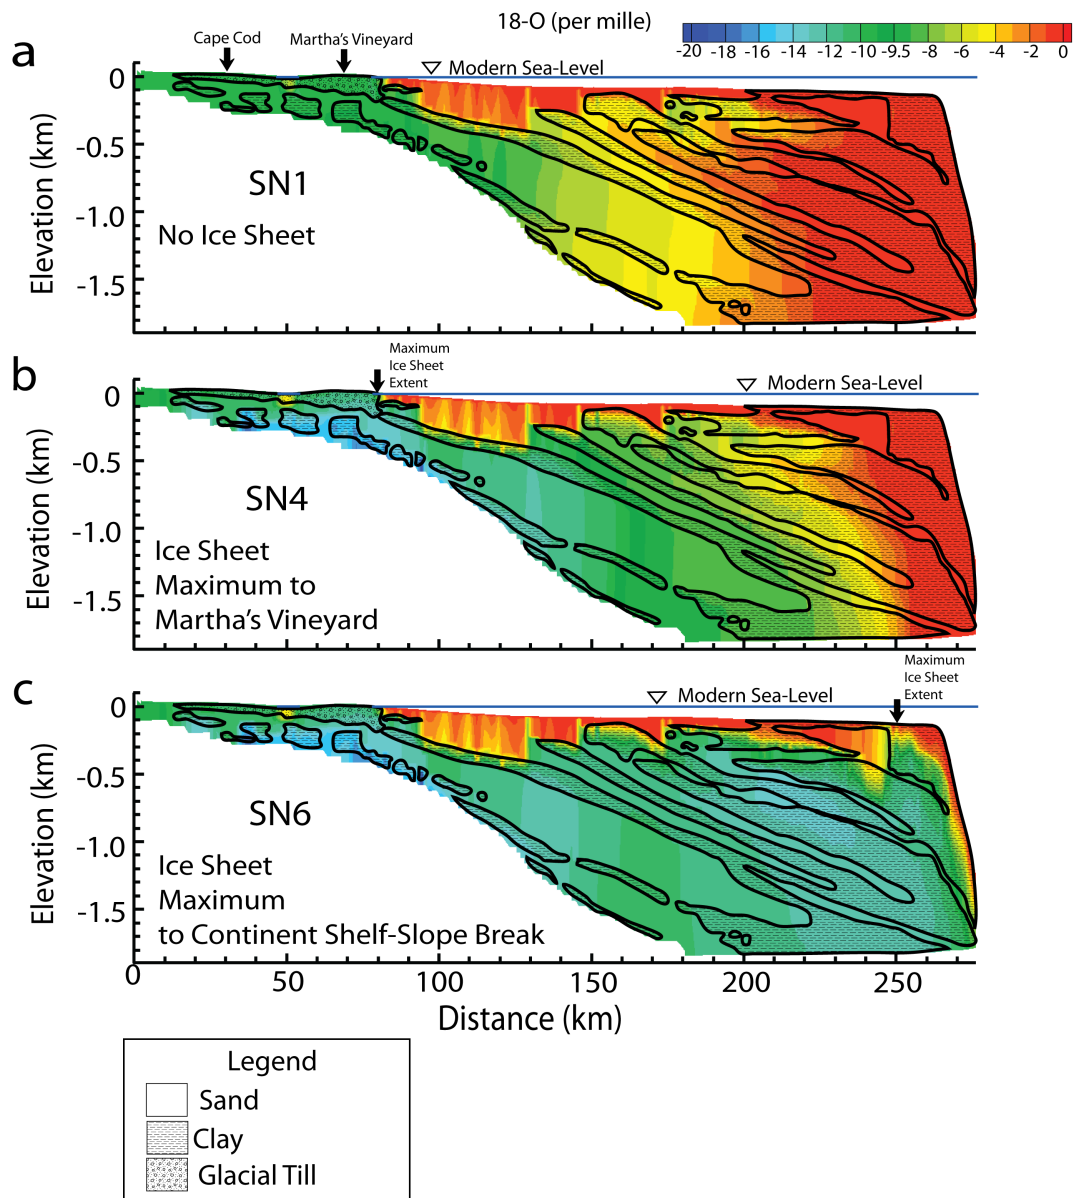 18-O (per mille)
-20 -18 -16 -14 -12 -10 -9.5 -8 -6 -4 -2 0
a
Cape Cod
Martha's Vineyard
Modern Sea-Level
0
-0.5
-1.0
-1.5
Elevation (km)
SN1
No Ice Sheet
b
Maximum
Ice Sheet
Extent
Modern Sea-Level
0
-0.5
-1.0
-1.5
Elevation (km)
SN4
Ice Sheet
Maximum to
Martha's Vineyard
c
Maximum
Ice Sheet
Extent
Modern Sea-Level
0
-0.5
-1.0
-1.5
Elevation (km)
SN6
Ice Sheet
Maximum
to Continent Shelf-Slope Break
0 50 100 150 200 250
Distance (km)
Legend
Sand
Clay
Glacial Till